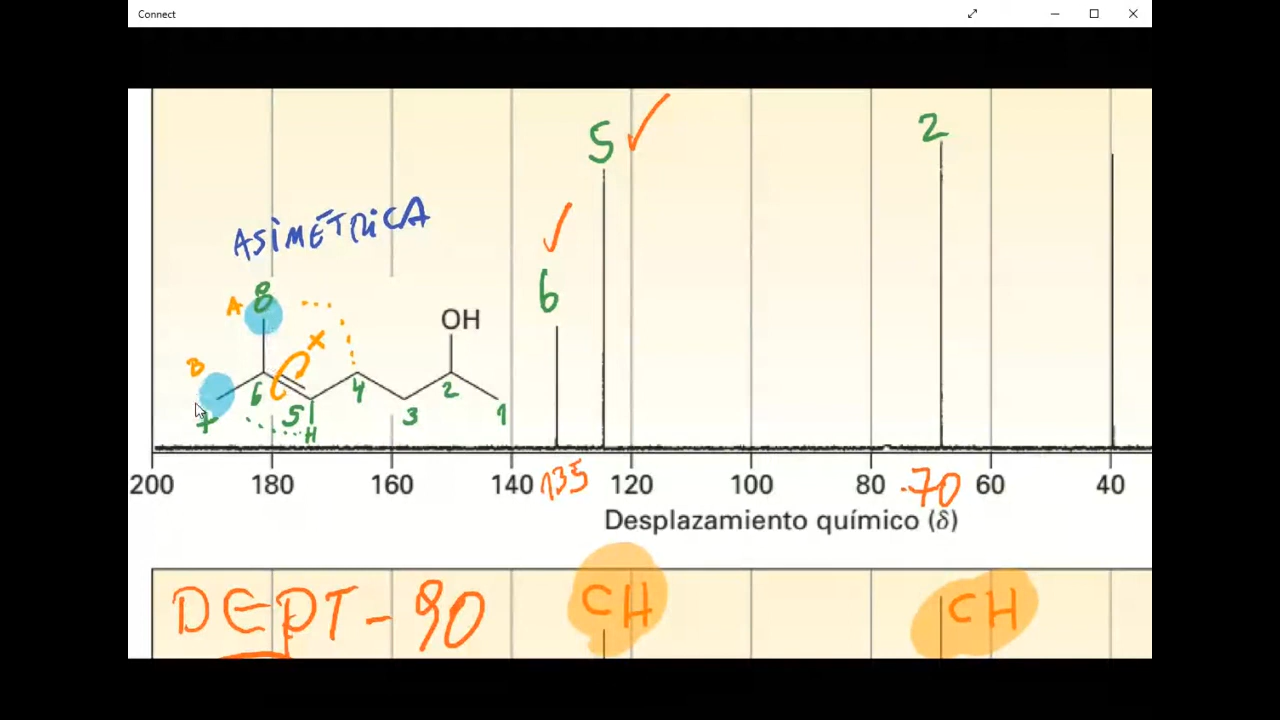 Connect
5
2
6
ASIMÉTRICA
A 8
OH
X
B
6 4 2
7 5 3 1
H
200 180 160 140 135 120 100 80 70 60 40
Desplazamiento químico (δ)
DEPT-90 CH CH